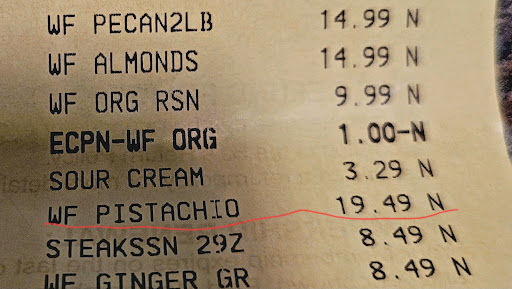 WF PECAN2LB 14.99 N
WF ALMONDS 14.99 N
WF ORG RSN 9.99 N
ECPN-WF ORG 1.00-N
SOUR CREAM 3.29 N
WF PISTACHIO 19.49 N
STEAKSSN 29Z 8.49 N
WF GINGER GR 8.49 N